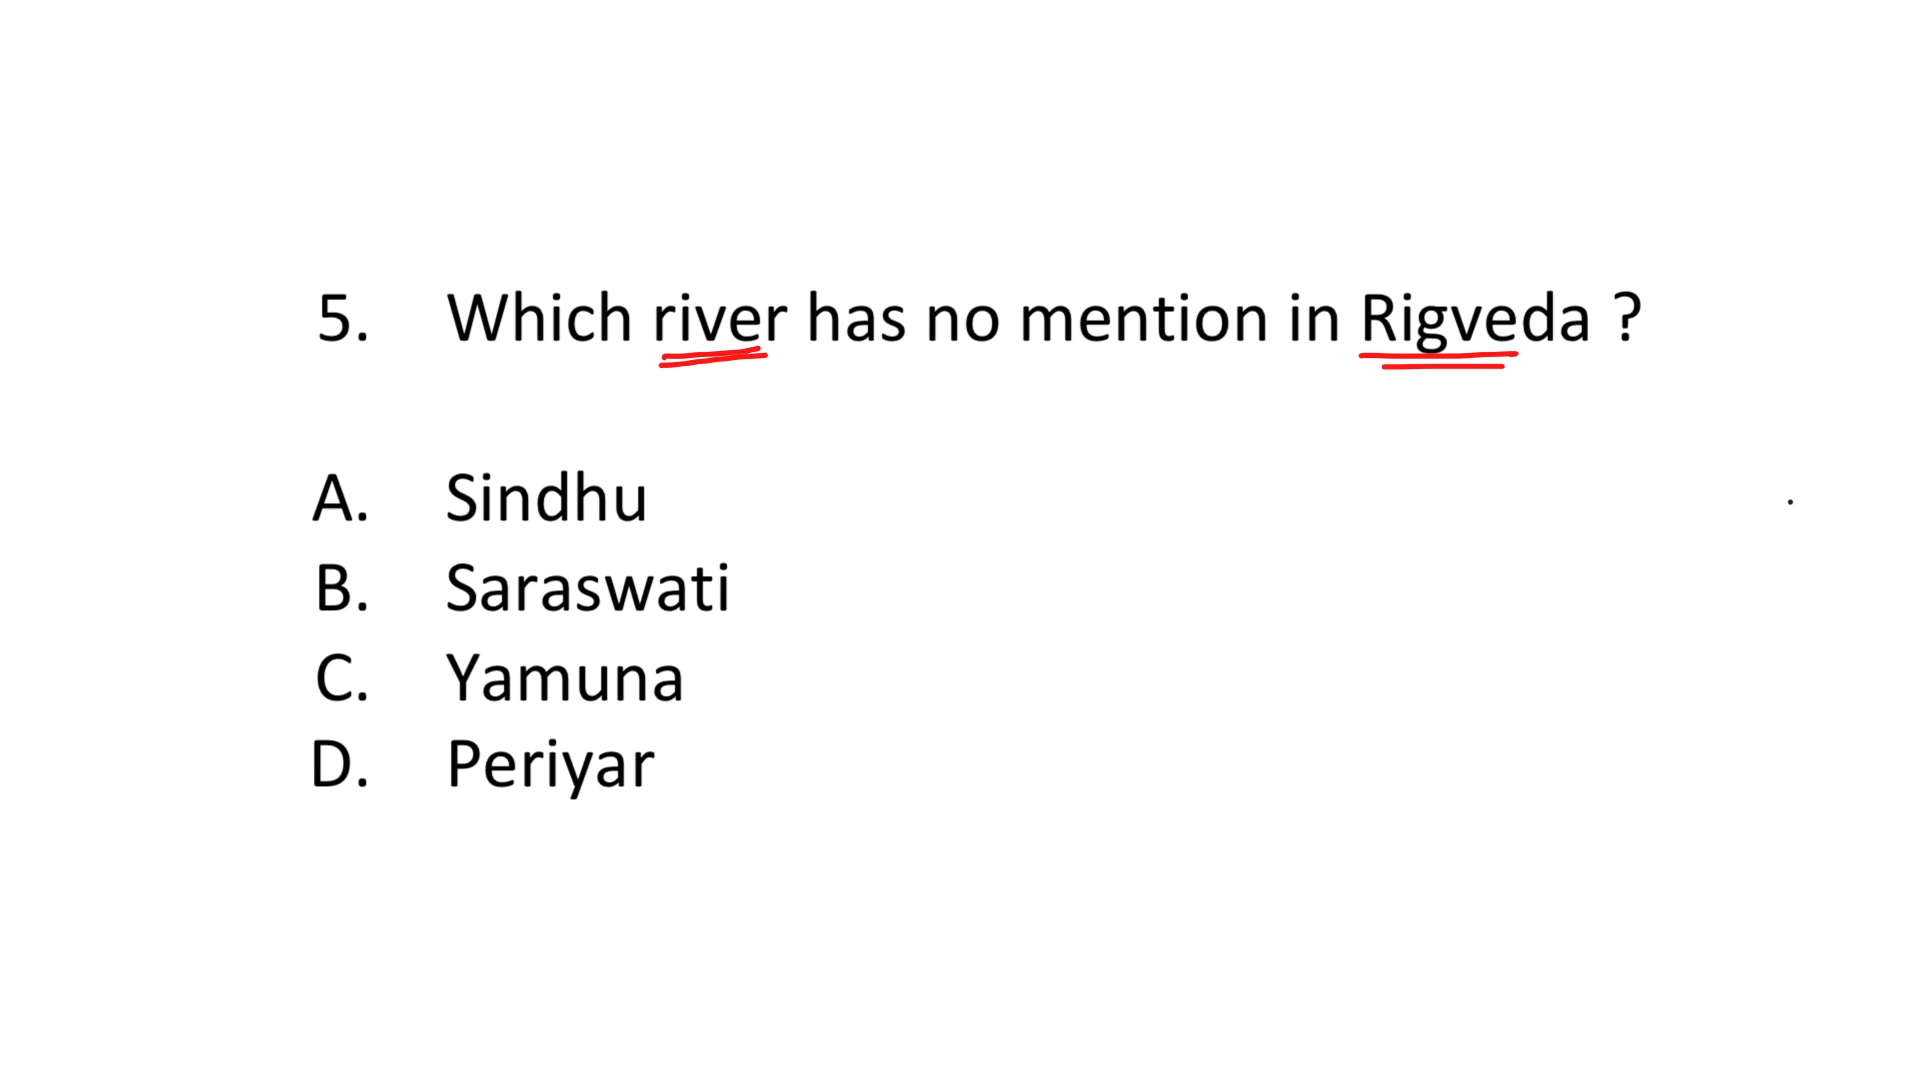 5. Which river has no mention in Rigveda ?
A. Sindhu
B. Saraswati
C. Yamuna
D. Periyar